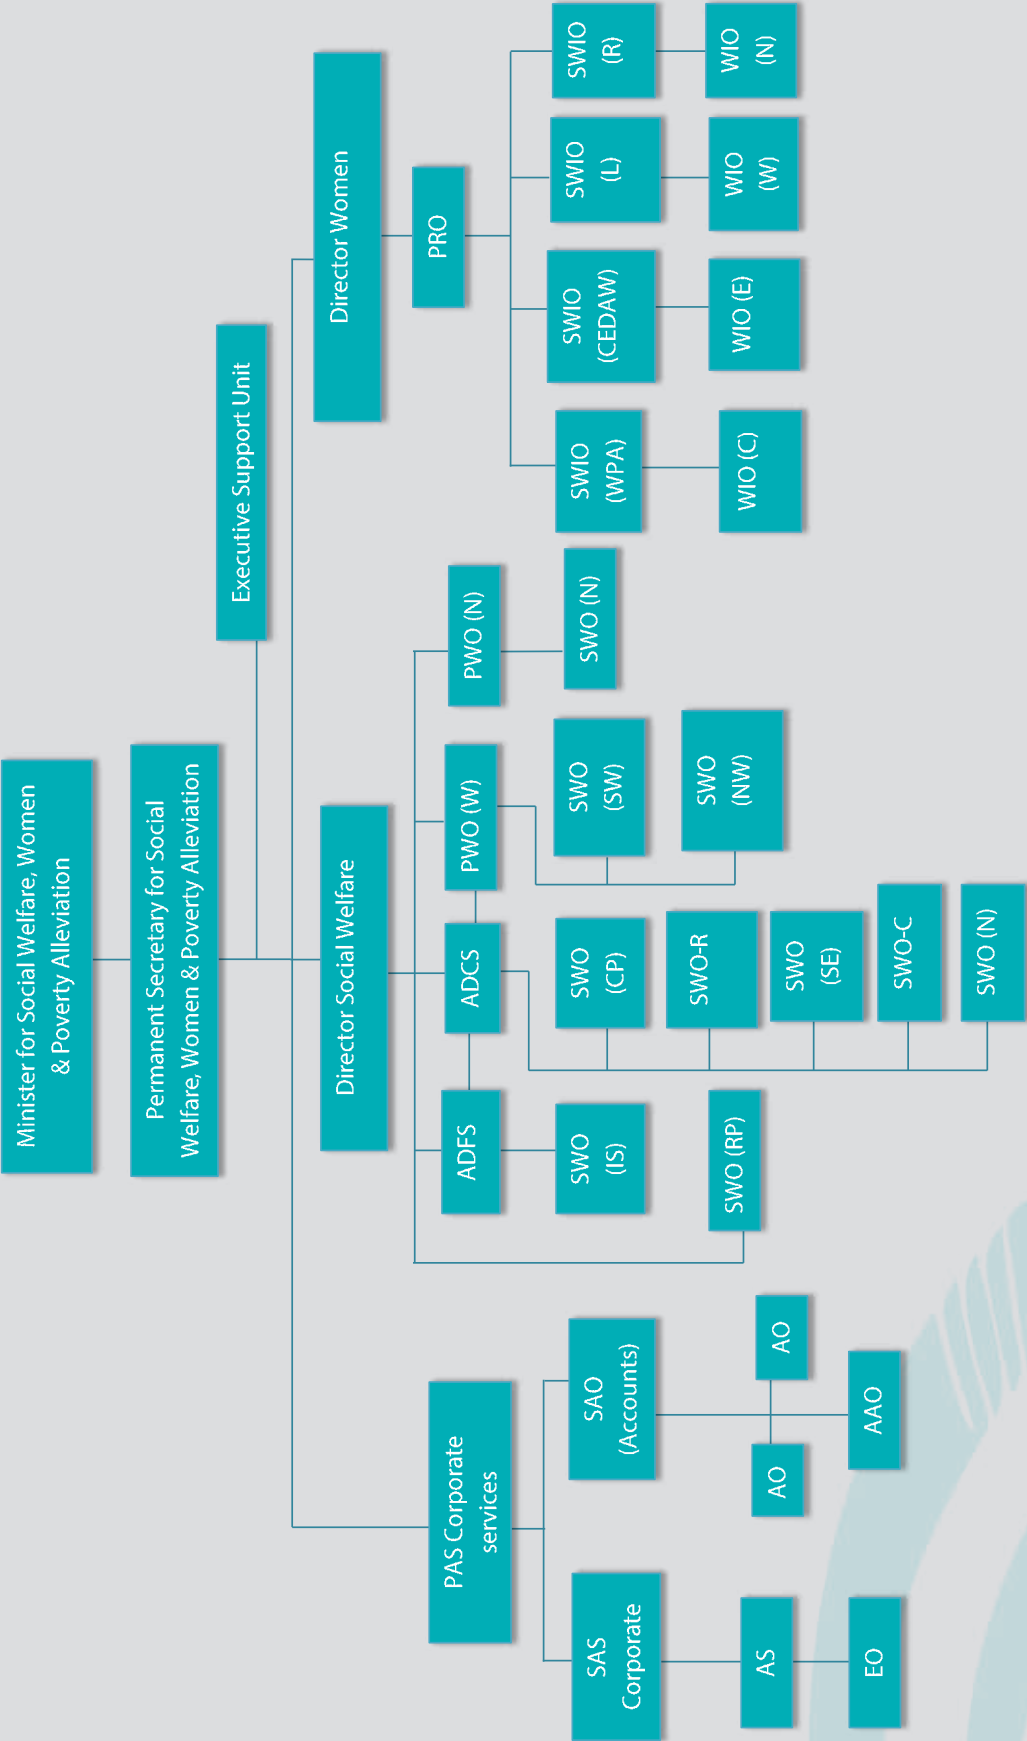 Minister for Social Welfare, Women
& Poverty Alleviation
Permanent Secretary for Social
Welfare, Women & Poverty Alleviation
Executive Support Unit
Director Social Welfare
Director Women
PAS Corporate
services
SAS
Corporate
AS
EO
SAO
(Accounts)
AO
AO
AAO
ADFS
SWO
(IS)
SWO (RP)
ADCS
SWO
(CP)
SWO-R
SWO
(SE)
SWO-C
SWO (N)
PWO (W)
SWO
(SW)
SWO
(NW)
PWO (N)
SWO (N)
PRO
SWIO
(WPA)
WIO (C)
SWIO
(CEDAW)
WIO (E)
SWIO
(L)
WIO
(W)
SWIO
(R)
WIO
(N)